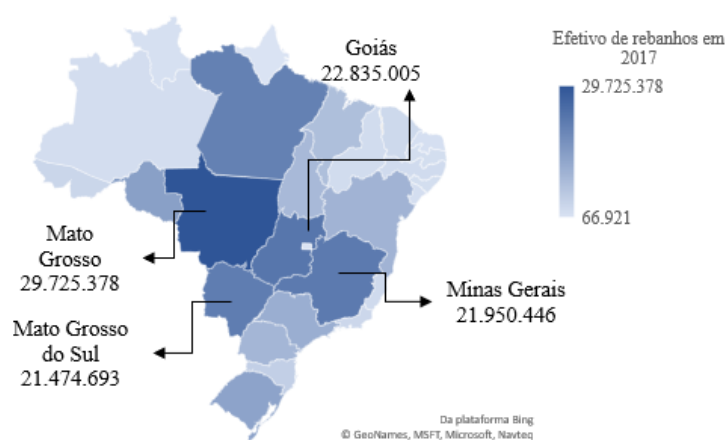 Goiás
22.835.005
Efetivo de rebanhos em
2017
29.725.378
66.921
Mato
Grosso
29.725.378
Minas Gerais
21.950.446
Mato Grosso
do Sul
21.474.693
Da plataforma Bing
© GeoNames, MSFT, Microsoft, Navteq